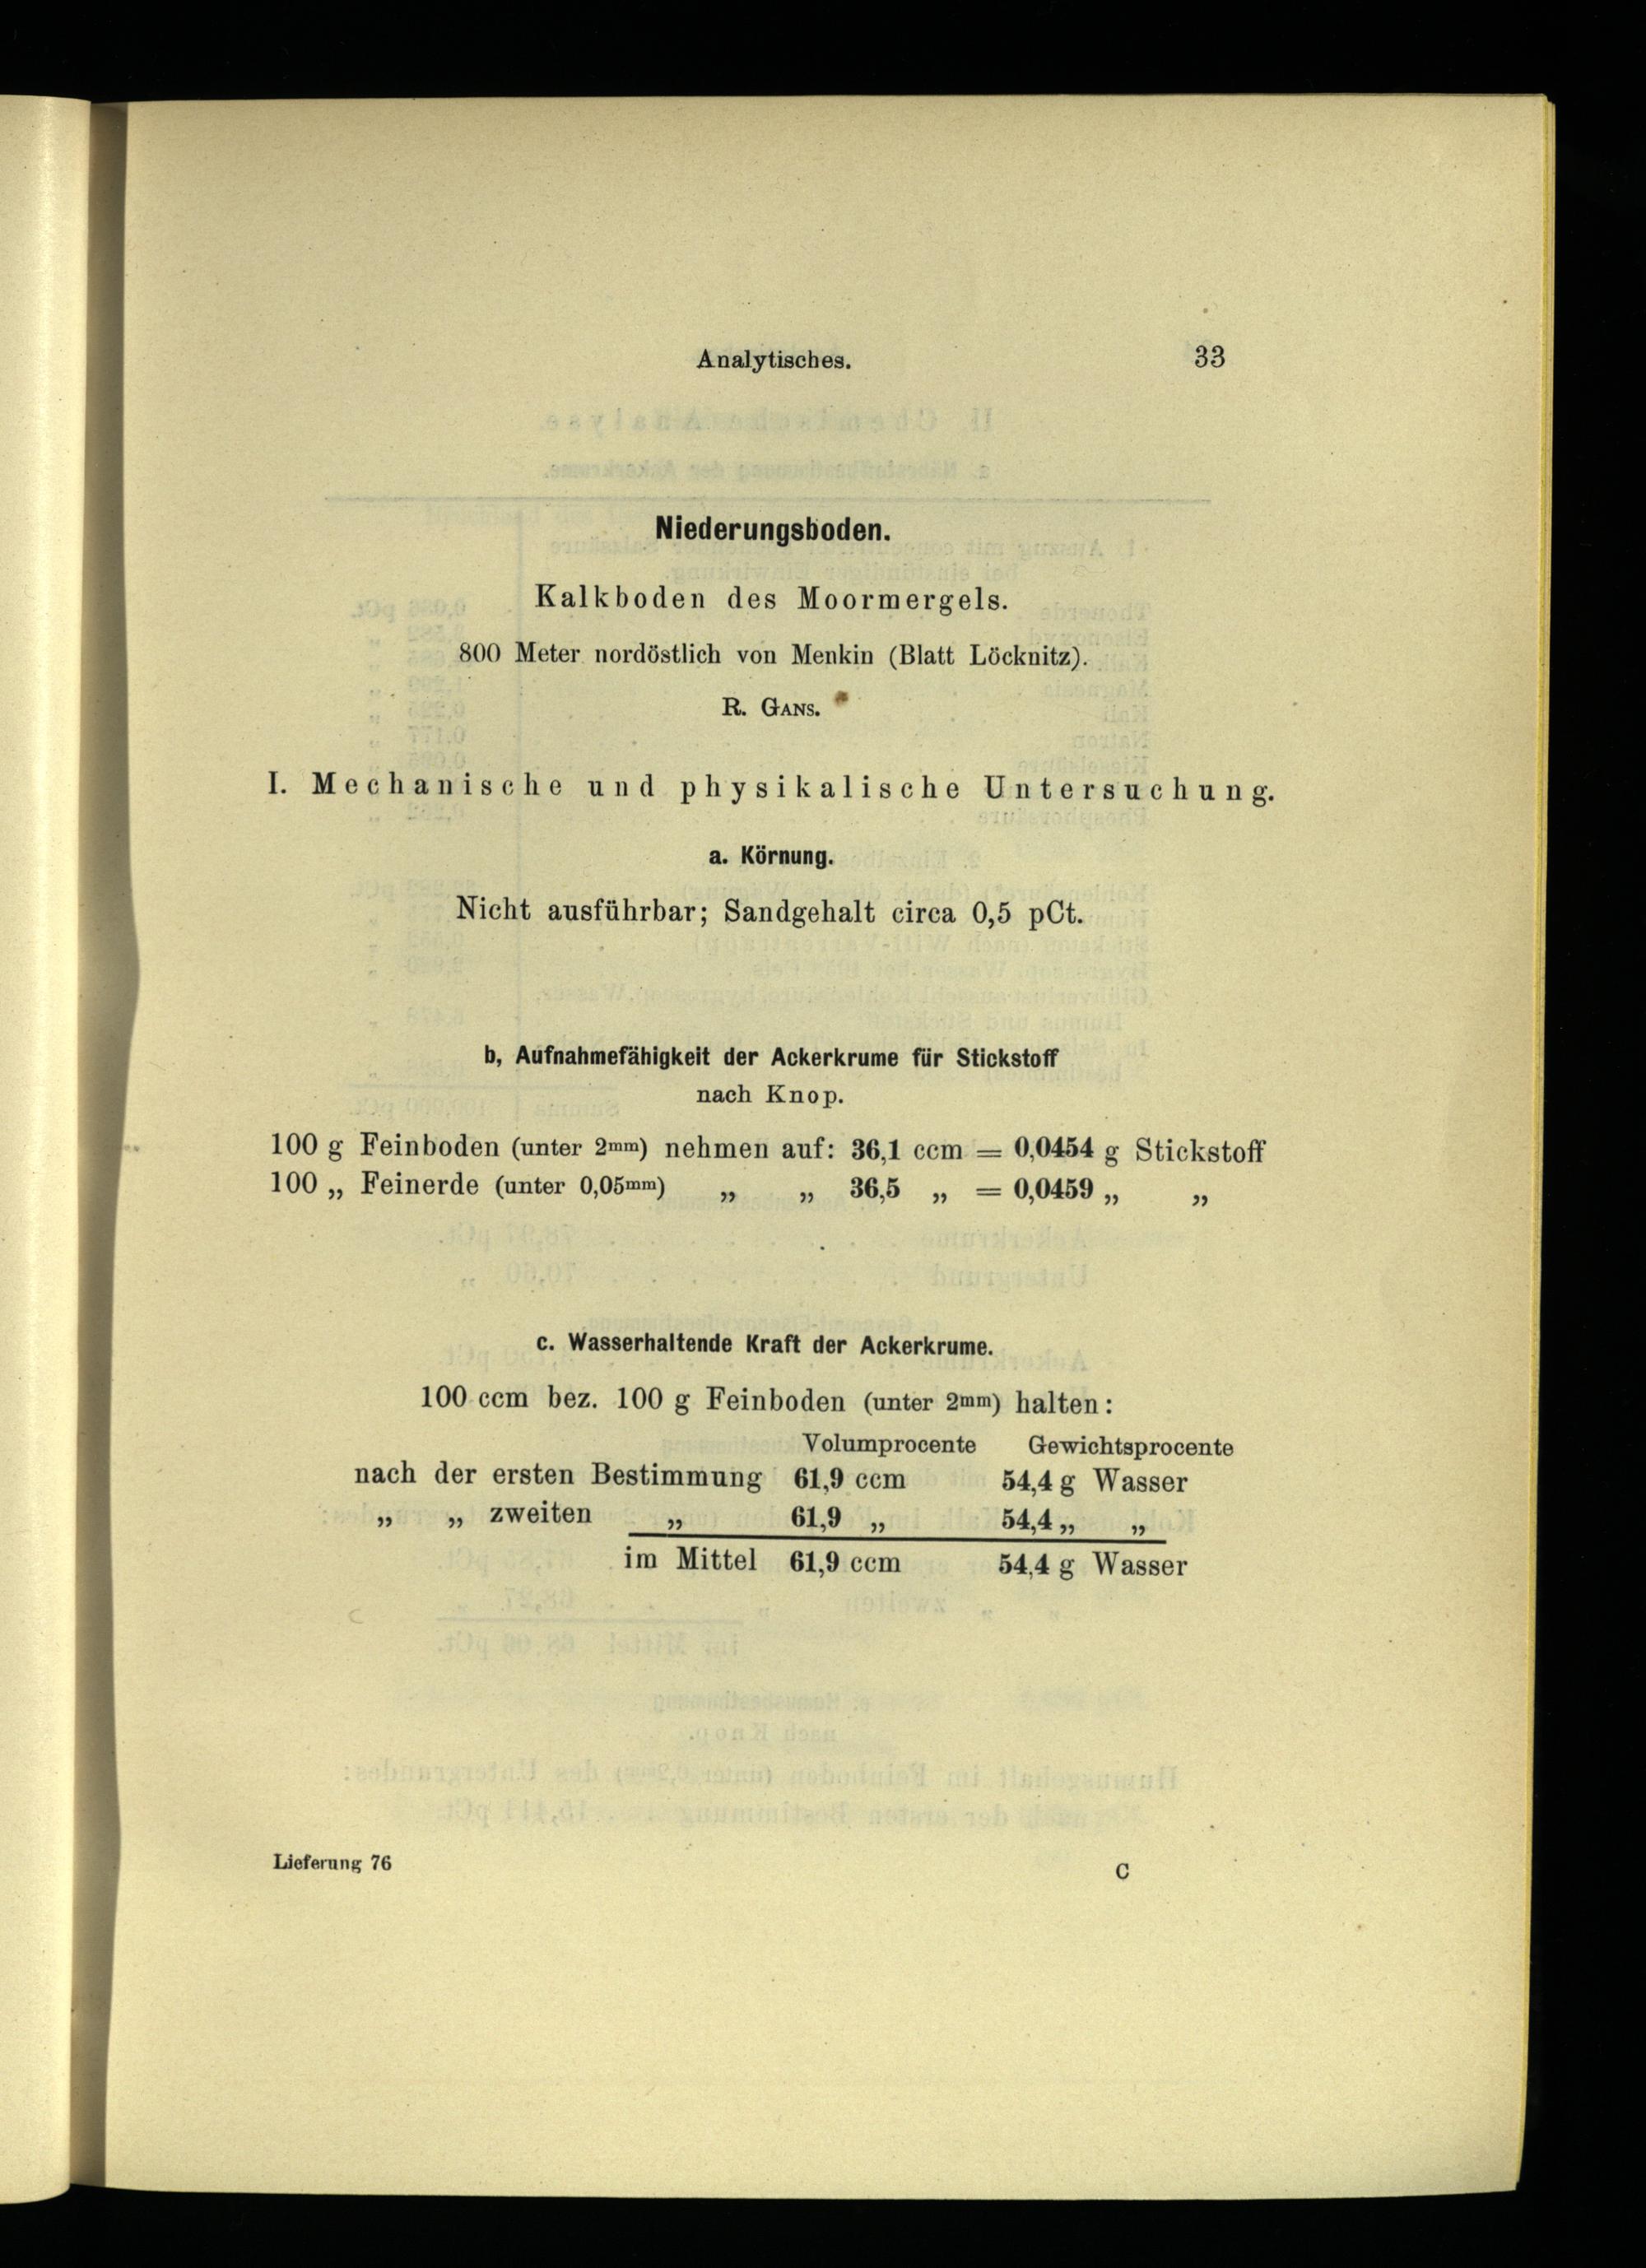 Analytisches. 33
Niederungsboden.
Kalkboden des Moormergels.
800 Meter nordöstlich von Menkin (Blatt Löcknitz).
R. GANS.
I. Mechanische und physikalische Untersuchung.
a. Körnung.
Nicht ausführbar; Sandgehalt circa 0,5 pCt.
b, Aufnahmefähigkeit der Ackerkrume für Stickstoff
nach Knop.
100 g Feinboden (unter 2mm) nehmen auf: 36,1 ccm = 0,0454 g Stickstoff
100 „ Feinerde (unter 0,05mm) „ „ 36,5 „ = 0,0459 „ „
c. Wasserhaltende Kraft der Ackerkrume.
100 ccm bez. 100 g Feinboden (unter 2mm) halten:
Volumprocente Gewichtsprocente
nach der ersten Bestimmung 61,9 ccm 54,4 g Wasser
„ „ zweiten „ 61,9 „ 54,4 „ „
im Mittel 61,9 ccm 54,4 g Wasser
Lieferung 76 C